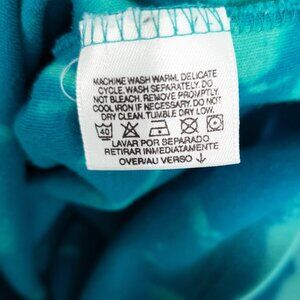 MACHINE WASH WARM, DELICATE
CYCLE. WASH SEPARATELY. DO
NOT BLEACH. REMOVE PROMPTLY.
COOL IRON IF NECESSARY. DO NOT
DRY CLEAN. TUMBLE DRY LOW.
40
LAVAR POR SEPARADO
RETIRAR INMEDIATAMENTE
OVER/AU VERSO ↓